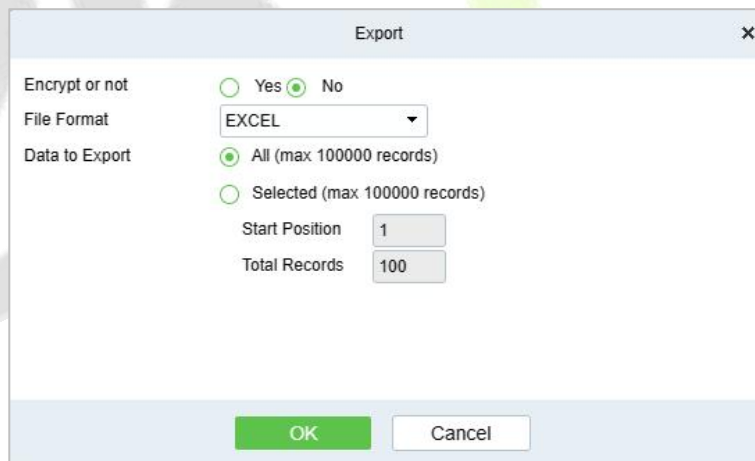 Export
Encrypt or not Yes No
File Format EXCEL
Data to Export All (max 100000 records)
Selected (max 100000 records)
Start Position 1
Total Records 100
OK Cancel